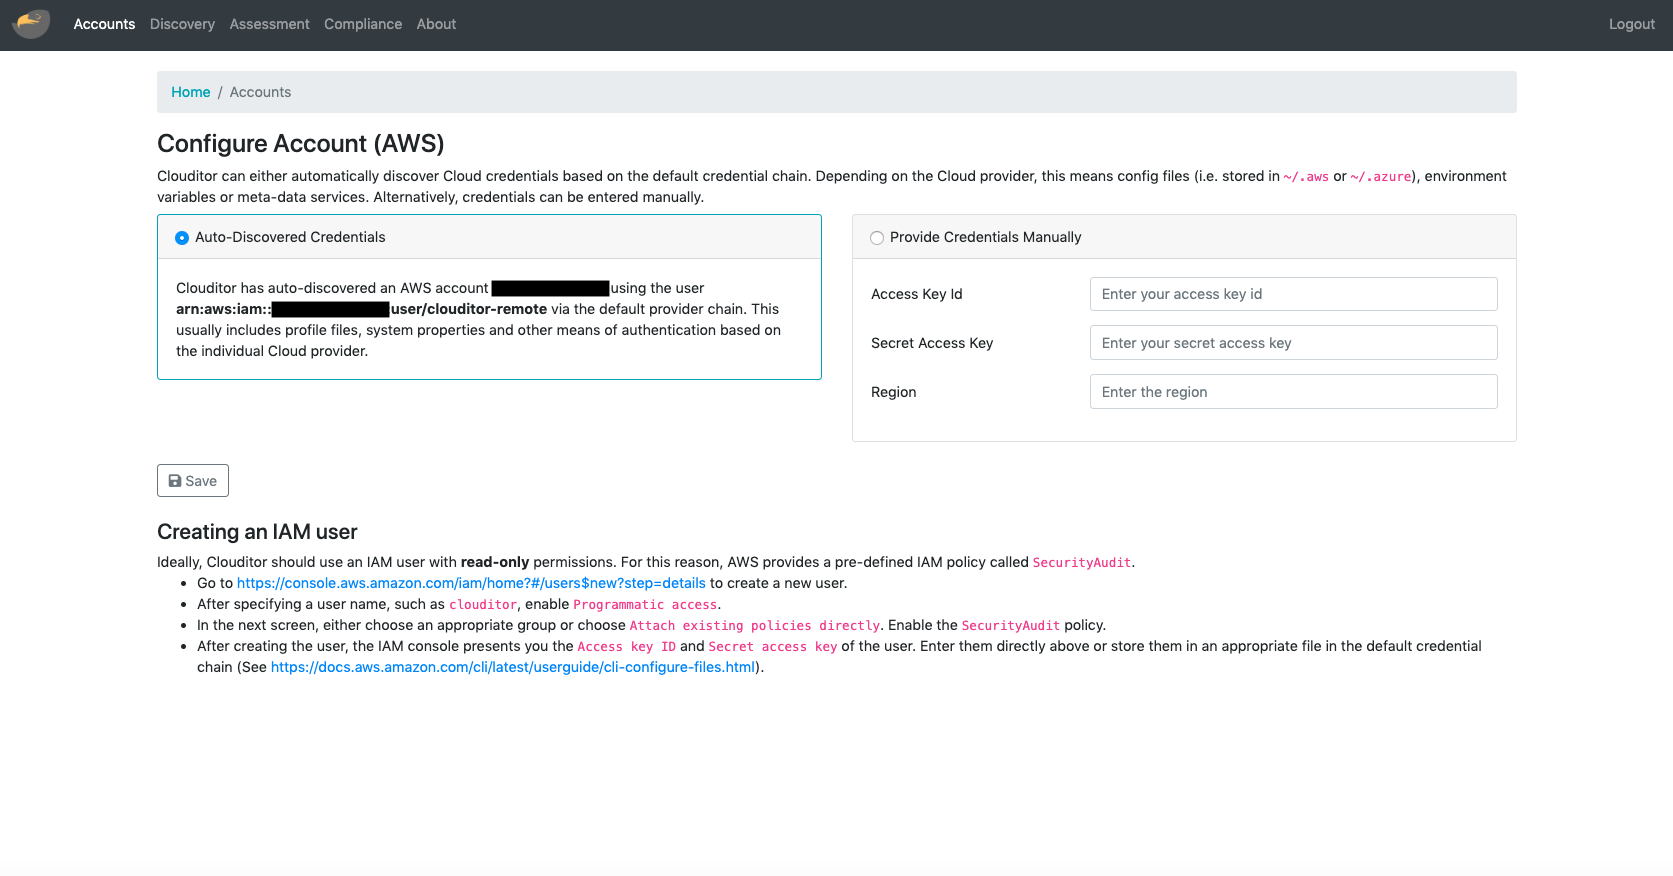 Accounts Discovery Assessment Compliance About Logout
Home / Accounts
Configure Account (AWS)
Clouditor can either automatically discover Cloud credentials based on the default credential chain. Depending on the Cloud provider, this means config files (i.e. stored in ~/.aws or ~/.azure), environment
variables or meta-data services. Alternatively, credentials can be entered manually.
Auto-Discovered Credentials
Clouditor has auto-discovered an AWS account using the user
arn:aws:iam:: user/clouditor-remote via the default provider chain. This
usually includes profile files, system properties and other means of authentication based on
the individual Cloud provider.
Provide Credentials Manually
Access Key Id Enter your access key id
Secret Access Key Enter your secret access key
Region Enter the region
Save
Creating an IAM user
Ideally, Clouditor should use an IAM user with read-only permissions. For this reason, AWS provides a pre-defined IAM policy called SecurityAudit.
• Go to https://console.aws.amazon.com/iam/home?#/users$new?step=details to create a new user.
• After specifying a user name, such as clouditor, enable Programmatic access.
• In the next screen, either choose an appropriate group or choose Attach existing policies directly. Enable the SecurityAudit policy.
• After creating the user, the IAM console presents you the Access key ID and Secret access key of the user. Enter them directly above or store them in an appropriate file in the default credential
chain (See https://docs.aws.amazon.com/cli/latest/userguide/cli-configure-files.html).